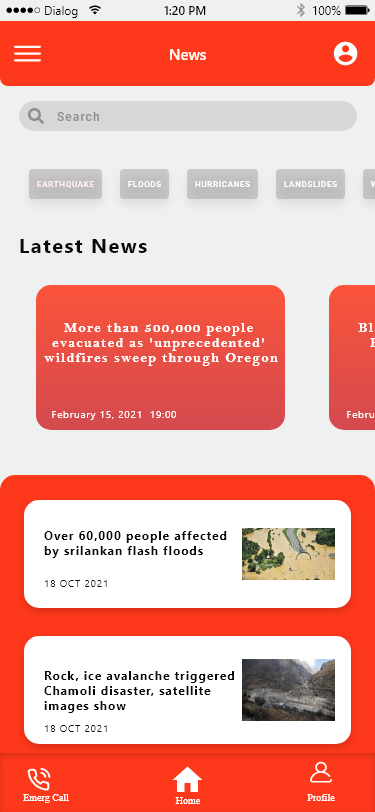 Dialog 1:20 PM 100%
News
Search
EARTHQUAKE FLOODS HURRICANES LANDSLIDES
Latest News
More than 500,000 people
evacuated as 'unprecedented'
wildfires sweep through Oregon
February 15, 2021 19:00
Over 60,000 people affected
by srilankan flash floods
18 OCT 2021
Rock, ice avalanche triggered
Chamoli disaster, satellite
images show
18 OCT 2021
Emerg Call Home Profile